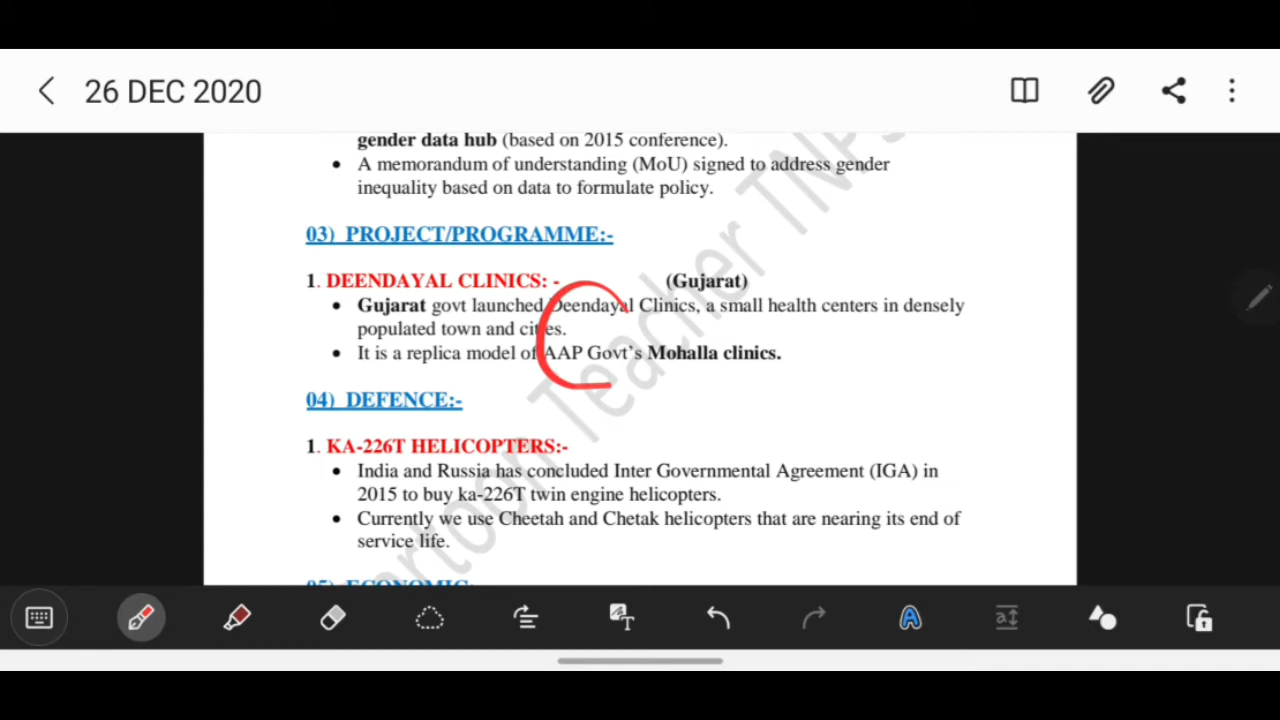 26 DEC 2020
gender data hub (based on 2015 conference).
• A memorandum of understanding (MoU) signed to address gender
inequality based on data to formulate policy.
03) PROJECT/PROGRAMME:-
1. DEENDAYAL CLINICS: - (Gujarat)
• Gujarat govt launched Deendayal Clinics, a small health centers in densely
populated town and cities.
• It is a replica model of AAP Govt's Mohalla clinics.
04) DEFENCE:-
1. KA-226T HELICOPTERS:-
• India and Russia has concluded Inter Governmental Agreement (IGA) in
2015 to buy ka-226T twin engine helicopters.
• Currently we use Cheetah and Chetak helicopters that are nearing its end of
service life.
05) ECONOMIC:
Teacher